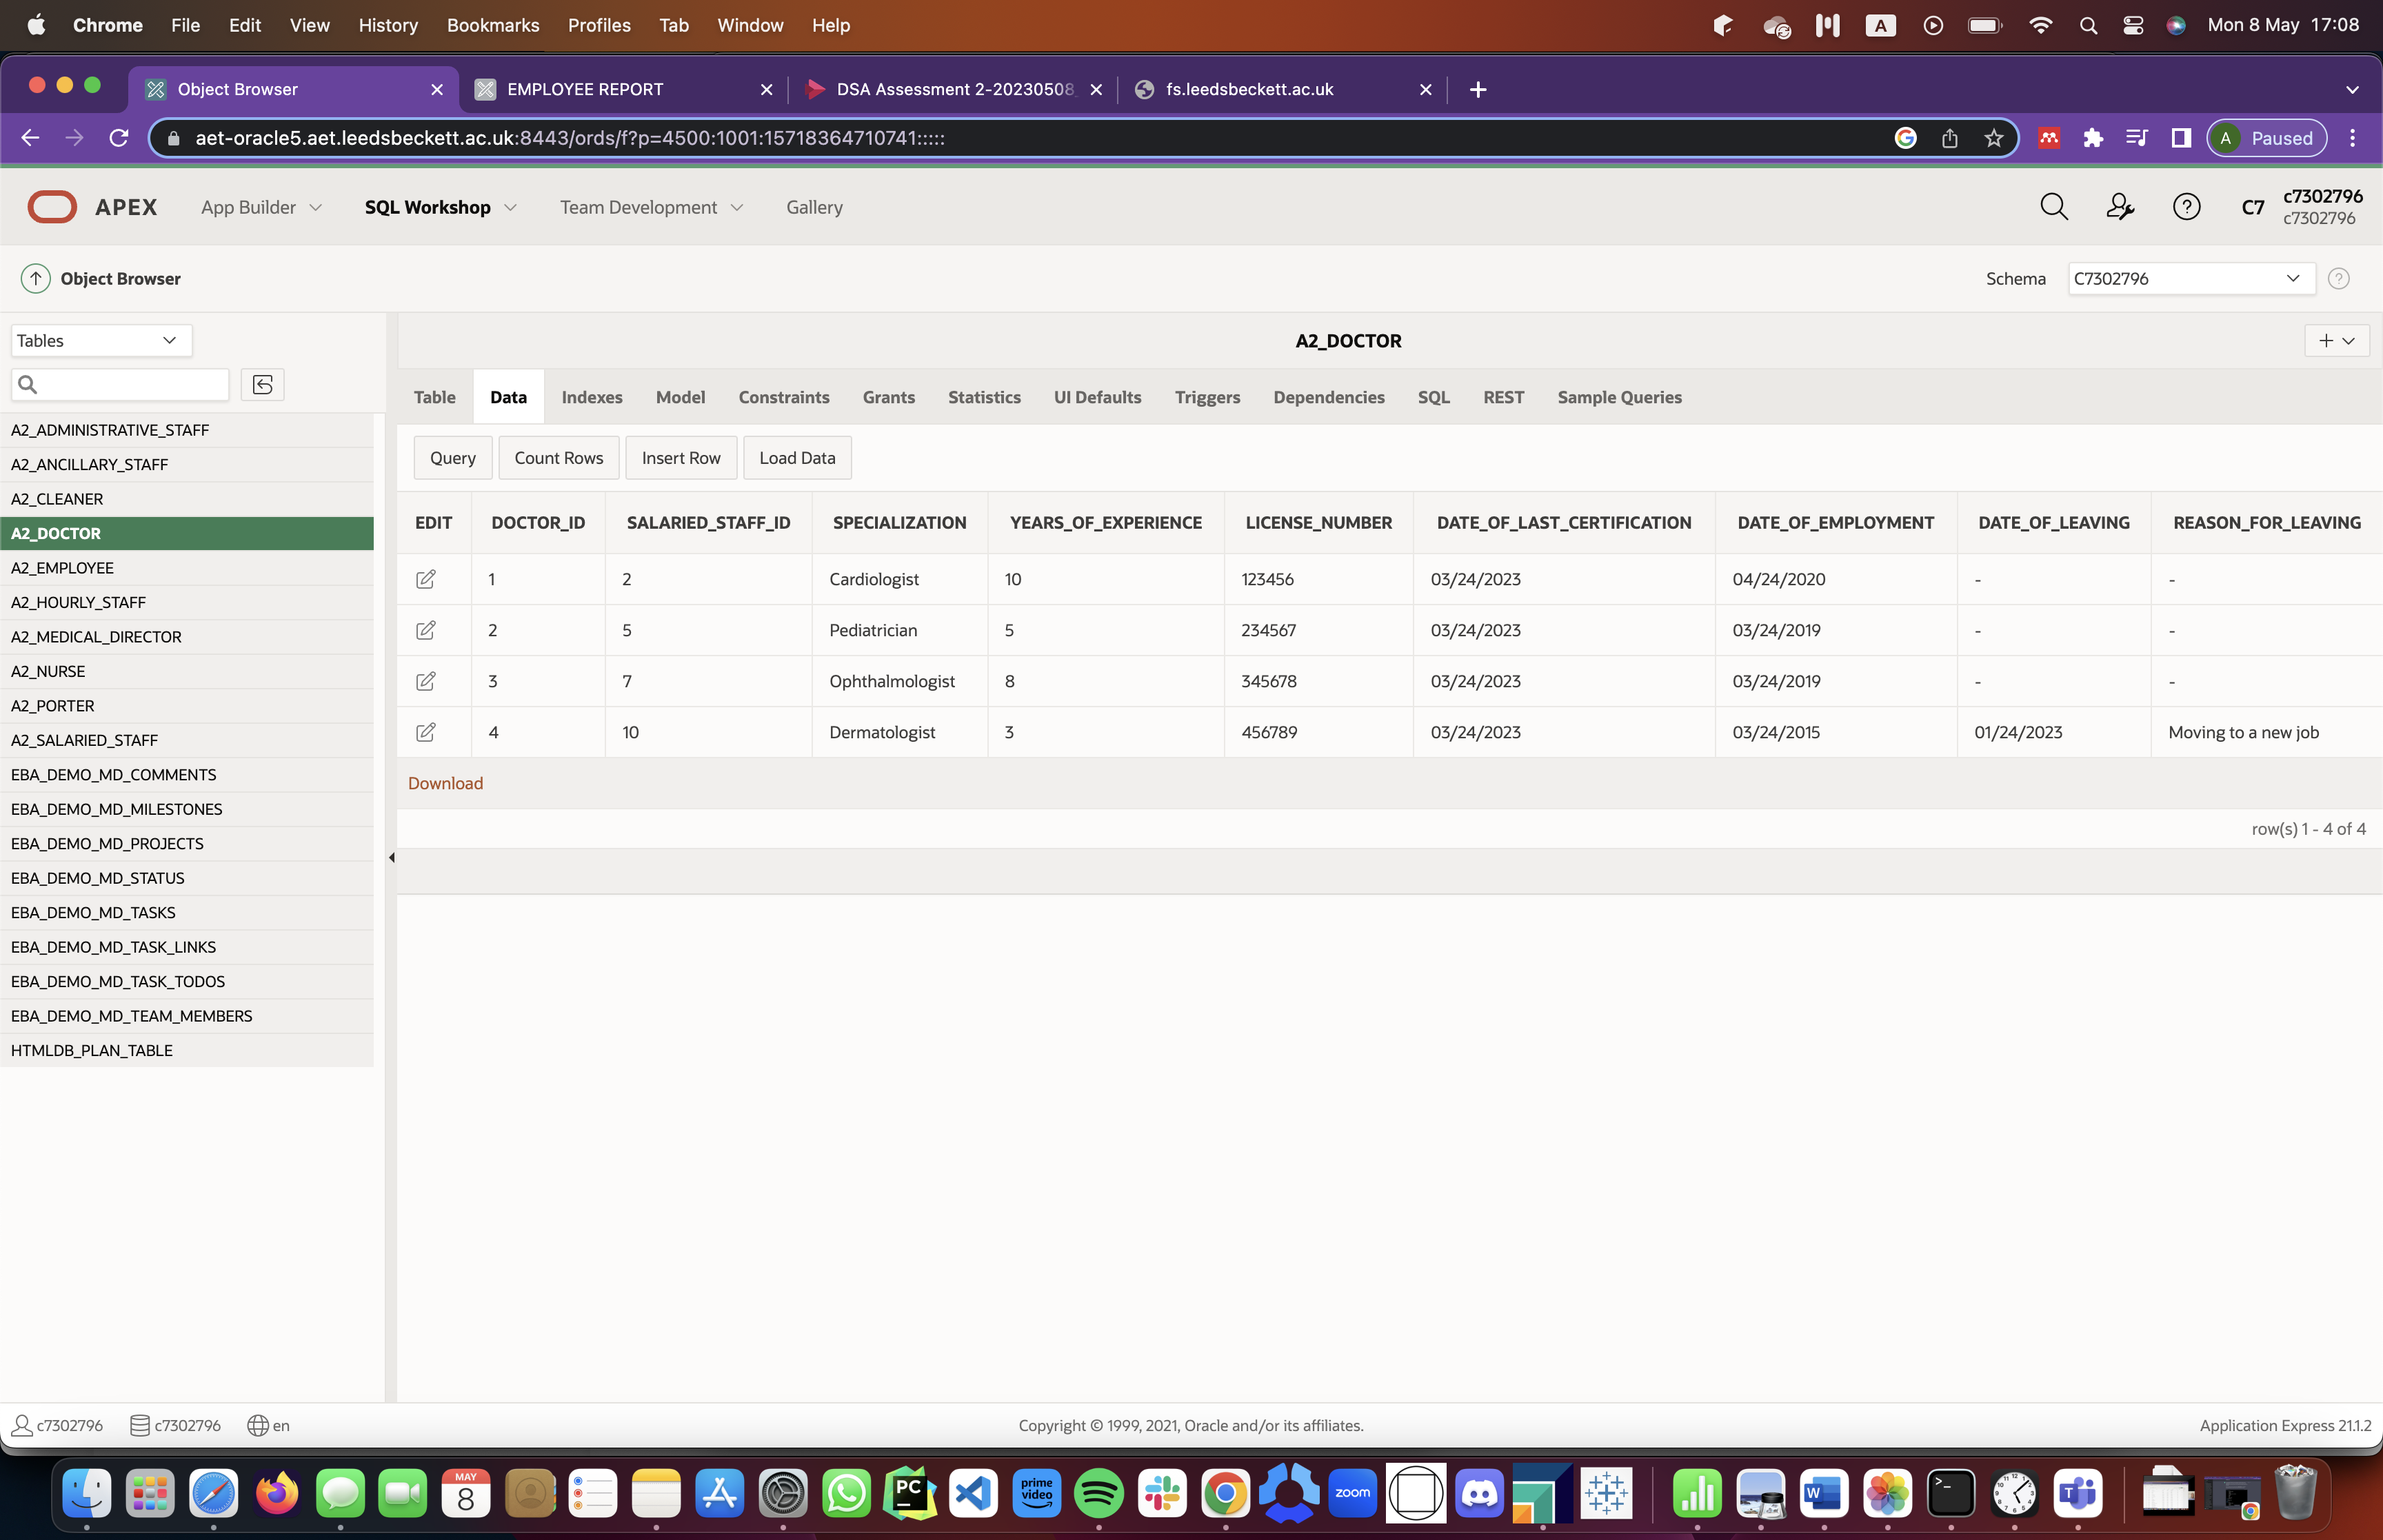 Chrome File Edit View History Bookmarks Profiles Tab Window Help A Mon 8 May 17:08
Object Browser EMPLOYEE REPORT DSA Assessment 2-20230508_ fs.leedsbeckett.ac.uk
aet-oracle5.aet.leedsbeckett.ac.uk:8443/ords/f?p=4500:1001:15718364710741::::: A Paused
APEX App Builder SQL Workshop Team Development Gallery C7 c7302796
c7302796
Object Browser Schema C7302796
Tables A2_DOCTOR
Table Data Indexes Model Constraints Grants Statistics UI Defaults Triggers Dependencies SQL REST Sample Queries
Query Count Rows Insert Row Load Data
A2_ADMINISTRATIVE_STAFF
A2_ANCILLARY_STAFF
A2_CLEANER
A2_DOCTOR
A2_EMPLOYEE
A2_HOURLY_STAFF
A2_MEDICAL_DIRECTOR
A2_NURSE
A2_PORTER
A2_SALARIED_STAFF
EBA_DEMO_MD_COMMENTS
EBA_DEMO_MD_MILESTONES
EBA_DEMO_MD_PROJECTS
EBA_DEMO_MD_STATUS
EBA_DEMO_MD_TASKS
EBA_DEMO_MD_TASK_LINKS
EBA_DEMO_MD_TASK_TODOS
EBA_DEMO_MD_TEAM_MEMBERS
HTMLDB_PLAN_TABLE
EDIT DOCTOR_ID SALARIED_STAFF_ID SPECIALIZATION YEARS_OF_EXPERIENCE LICENSE_NUMBER DATE_OF_LAST_CERTIFICATION DATE_OF_EMPLOYMENT DATE_OF_LEAVING REASON_FOR_LEAVING
1 2 Cardiologist 10 123456 03/24/2023 04/24/2020 - -
2 5 Pediatrician 5 234567 03/24/2023 03/24/2019 - -
3 7 Ophthalmologist 8 345678 03/24/2023 03/24/2019 - -
4 10 Dermatologist 3 456789 03/24/2023 03/24/2015 01/24/2023 Moving to a new job
Download
row(s) 1 - 4 of 4
c7302796 c7302796 en Copyright © 1999, 2021, Oracle and/or its affiliates. Application Express 21.1.2
MAY
8
PC
prime video
zoom
W
T